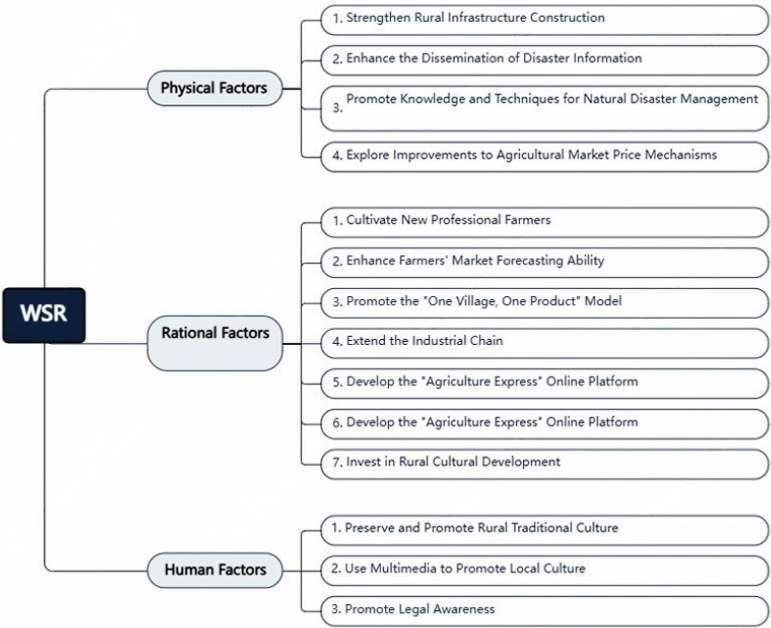 WSR
Physical Factors
1. Strengthen Rural Infrastructure Construction
2. Enhance the Dissemination of Disaster Information
3. Promote Knowledge and Techniques for Natural Disaster Management
4. Explore Improvements to Agricultural Market Price Mechanisms
Rational Factors
1. Cultivate New Professional Farmers
2. Enhance Farmers' Market Forecasting Ability
3. Promote the "One Village, One Product" Model
4. Extend the Industrial Chain
5. Develop the "Agriculture Express" Online Platform
6. Develop the "Agriculture Express" Online Platform
7. Invest in Rural Cultural Development
Human Factors
1. Preserve and Promote Rural Traditional Culture
2. Use Multimedia to Promote Local Culture
3. Promote Legal Awareness